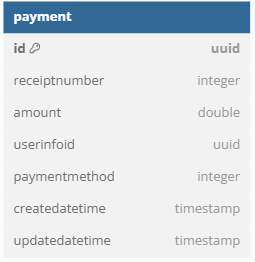 payment
id uuid
receiptnumber integer
amount double
userinfoid uuid
paymentmethod integer
createdatetime timestamp
updatedatetime timestamp